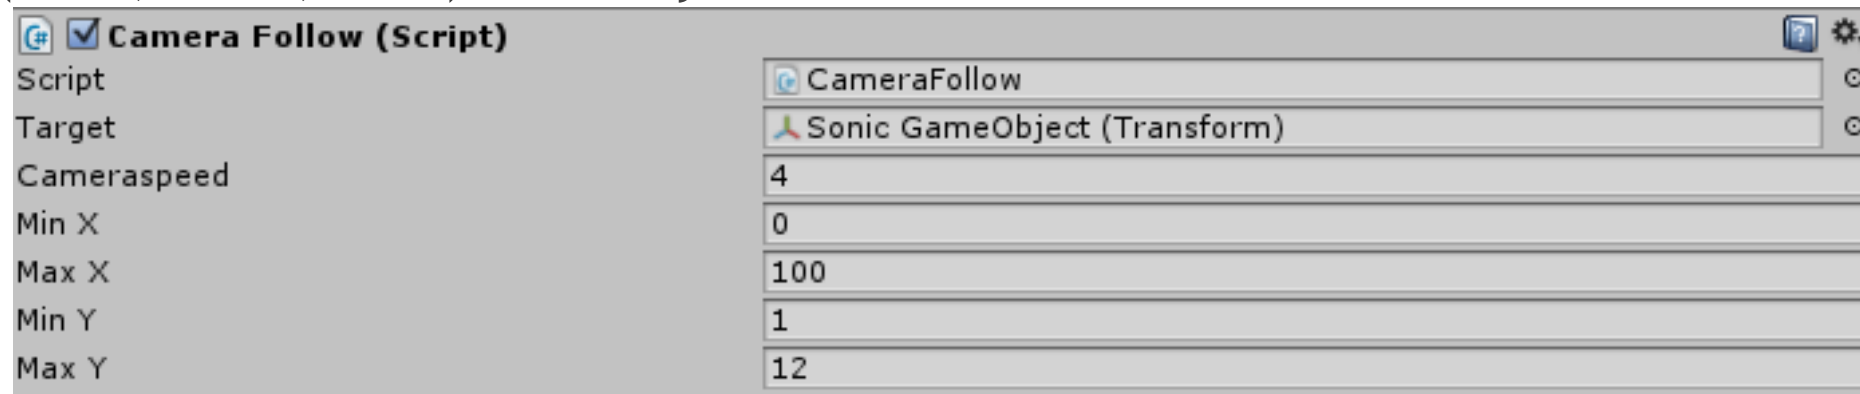 Camera Follow (Script)
Script CameraFollow
Target Sonic GameObject (Transform)
Cameraspeed 4
Min X 0
Max X 100
Min Y 1
Max Y 12